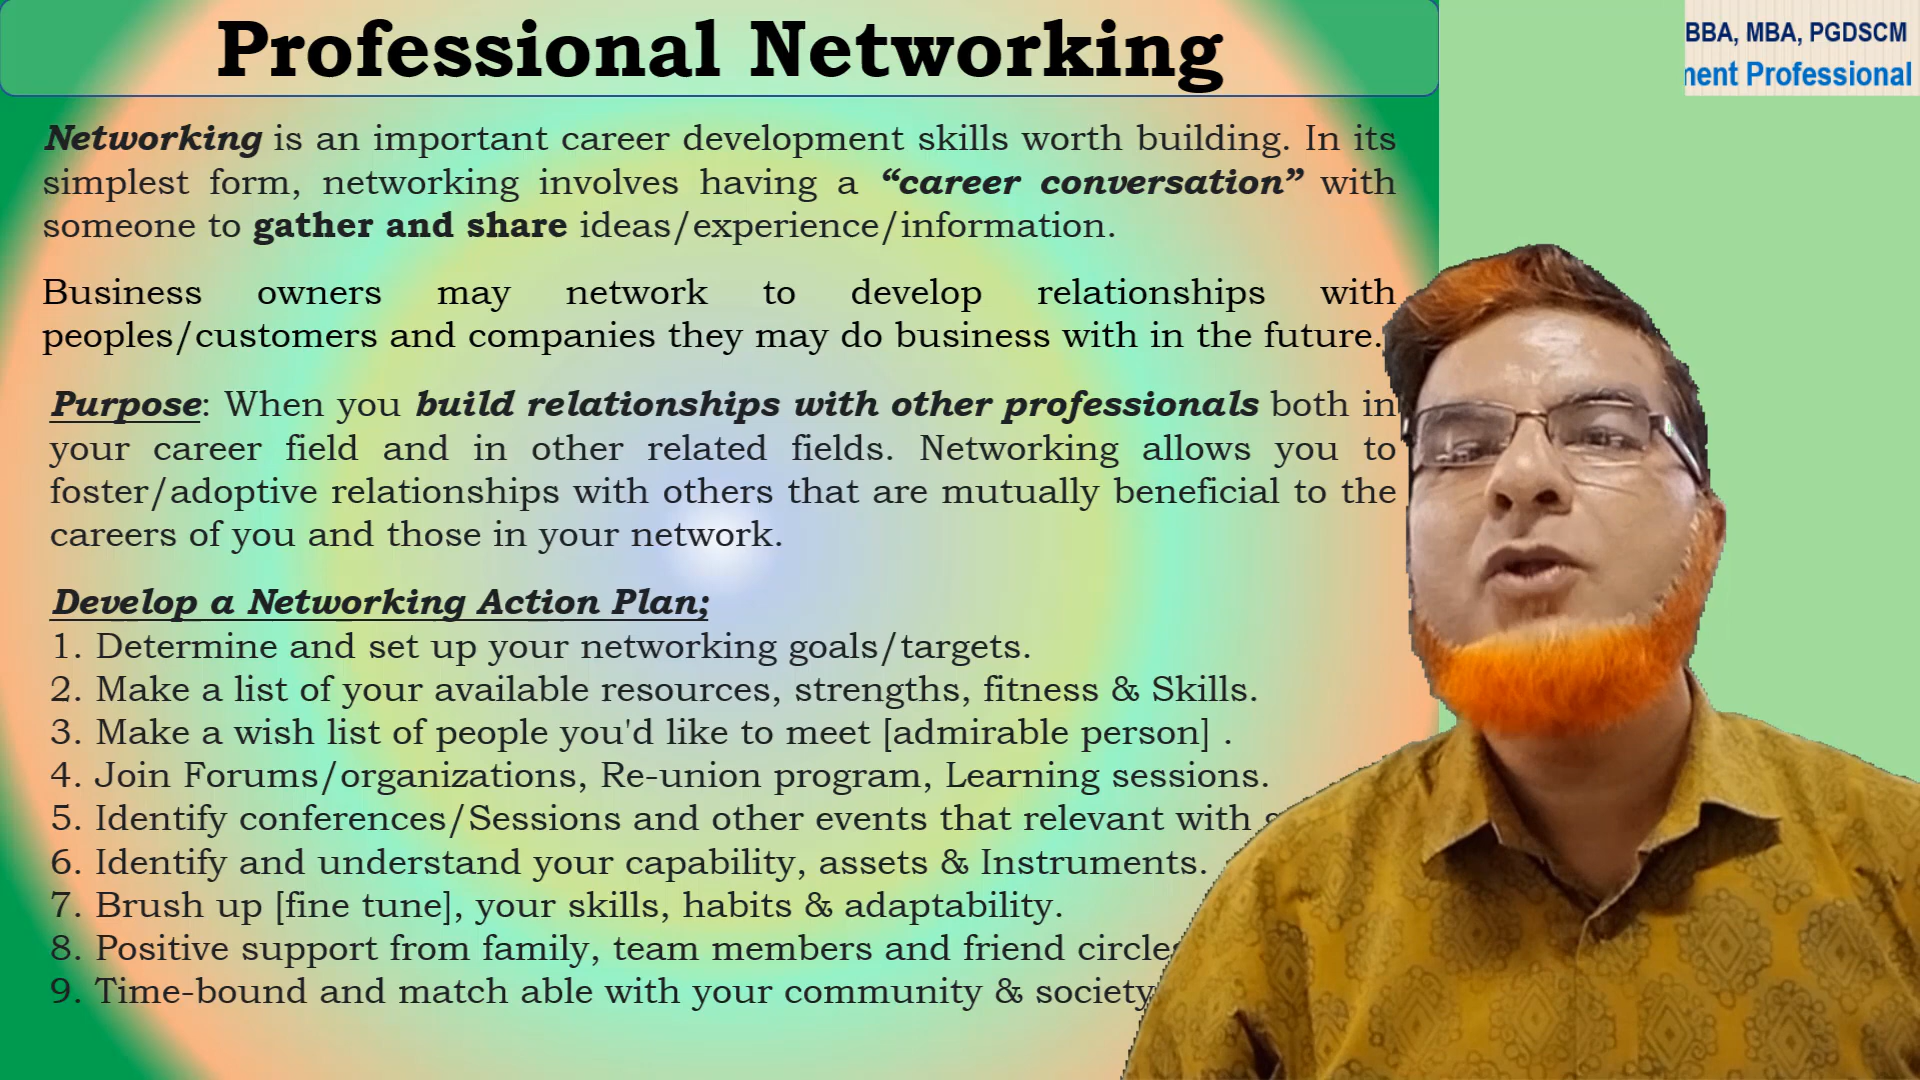 Professional Networking
BBA, MBA, PGDSCM
Professional
Networking is an important career development skills worth building. In its
simplest form, networking involves having a “career conversation” with
someone to gather and share ideas/experience/information.
Business owners may network to develop relationships with
peoples/customers and companies they may do business with in the future.
Purpose: When you build relationships with other professionals both in
your career field and in other related fields. Networking allows you to
foster/adoptive relationships with others that are mutually beneficial to the
careers of you and those in your network.
Develop a Networking Action Plan;
1. Determine and set up your networking goals/targets.
2. Make a list of your available resources, strengths, fitness & Skills.
3. Make a wish list of people you'd like to meet [admirable person] .
4. Join Forums/organizations, Re-union program, Learning sessions.
5. Identify conferences/Sessions and other events that relevant with
6. Identify and understand your capability, assets & Instruments.
7. Brush up [fine tune], your skills, habits & adaptability.
8. Positive support from family, team members and friend circles
9. Time-bound and match able with your community & society